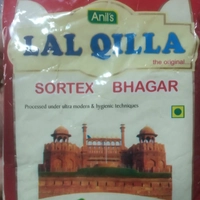 Anil's
LAL QILLA
the original
SORTEX BHAGAR
Processed under ultra modern & hygienic techniques